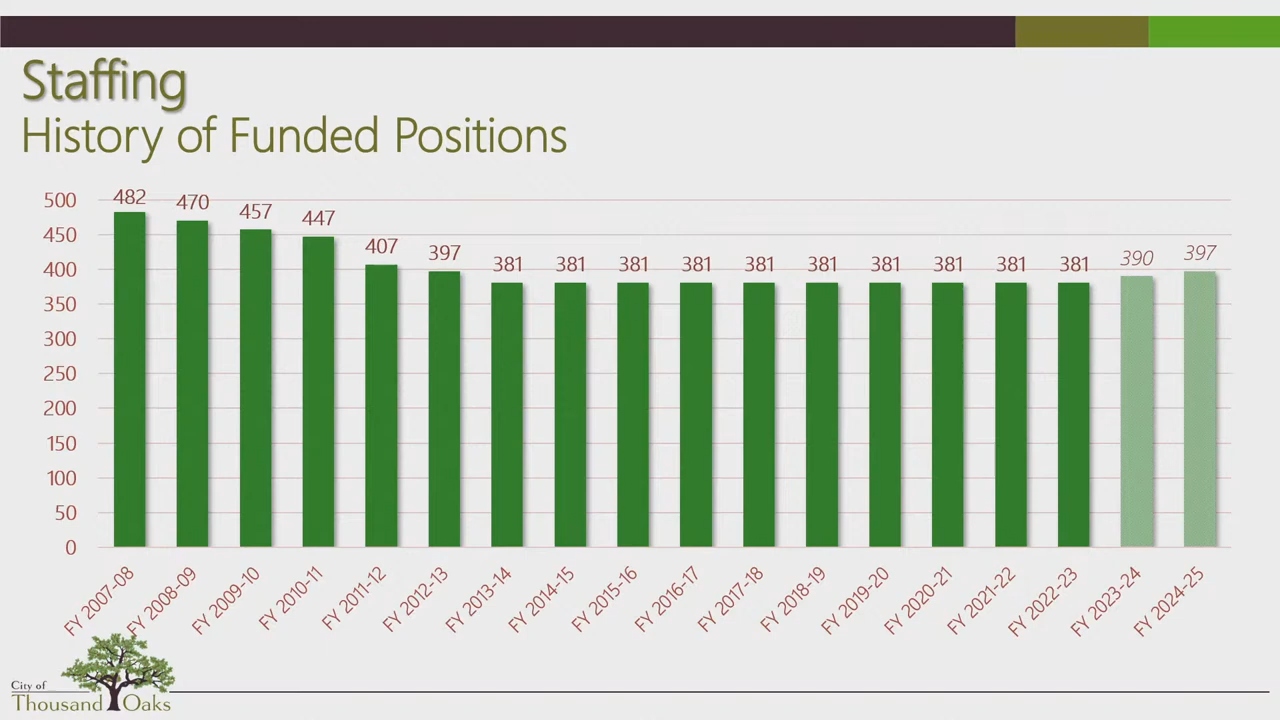 Staffing
History of Funded Positions
500
450
400
350
300
250
200
150
100
50
0
482
470
457
447
407
397
381
381
381
381
381
381
381
381
381
381
390
397
FY 2007-08
FY 2008-09
FY 2009-10
FY 2010-11
FY 2011-12
FY 2012-13
FY 2013-14
FY 2014-15
FY 2015-16
FY 2016-17
FY 2017-18
FY 2018-19
FY 2019-20
FY 2020-21
FY 2021-22
FY 2022-23
FY 2023-24
FY 2024-25
City of
Thousand Oaks